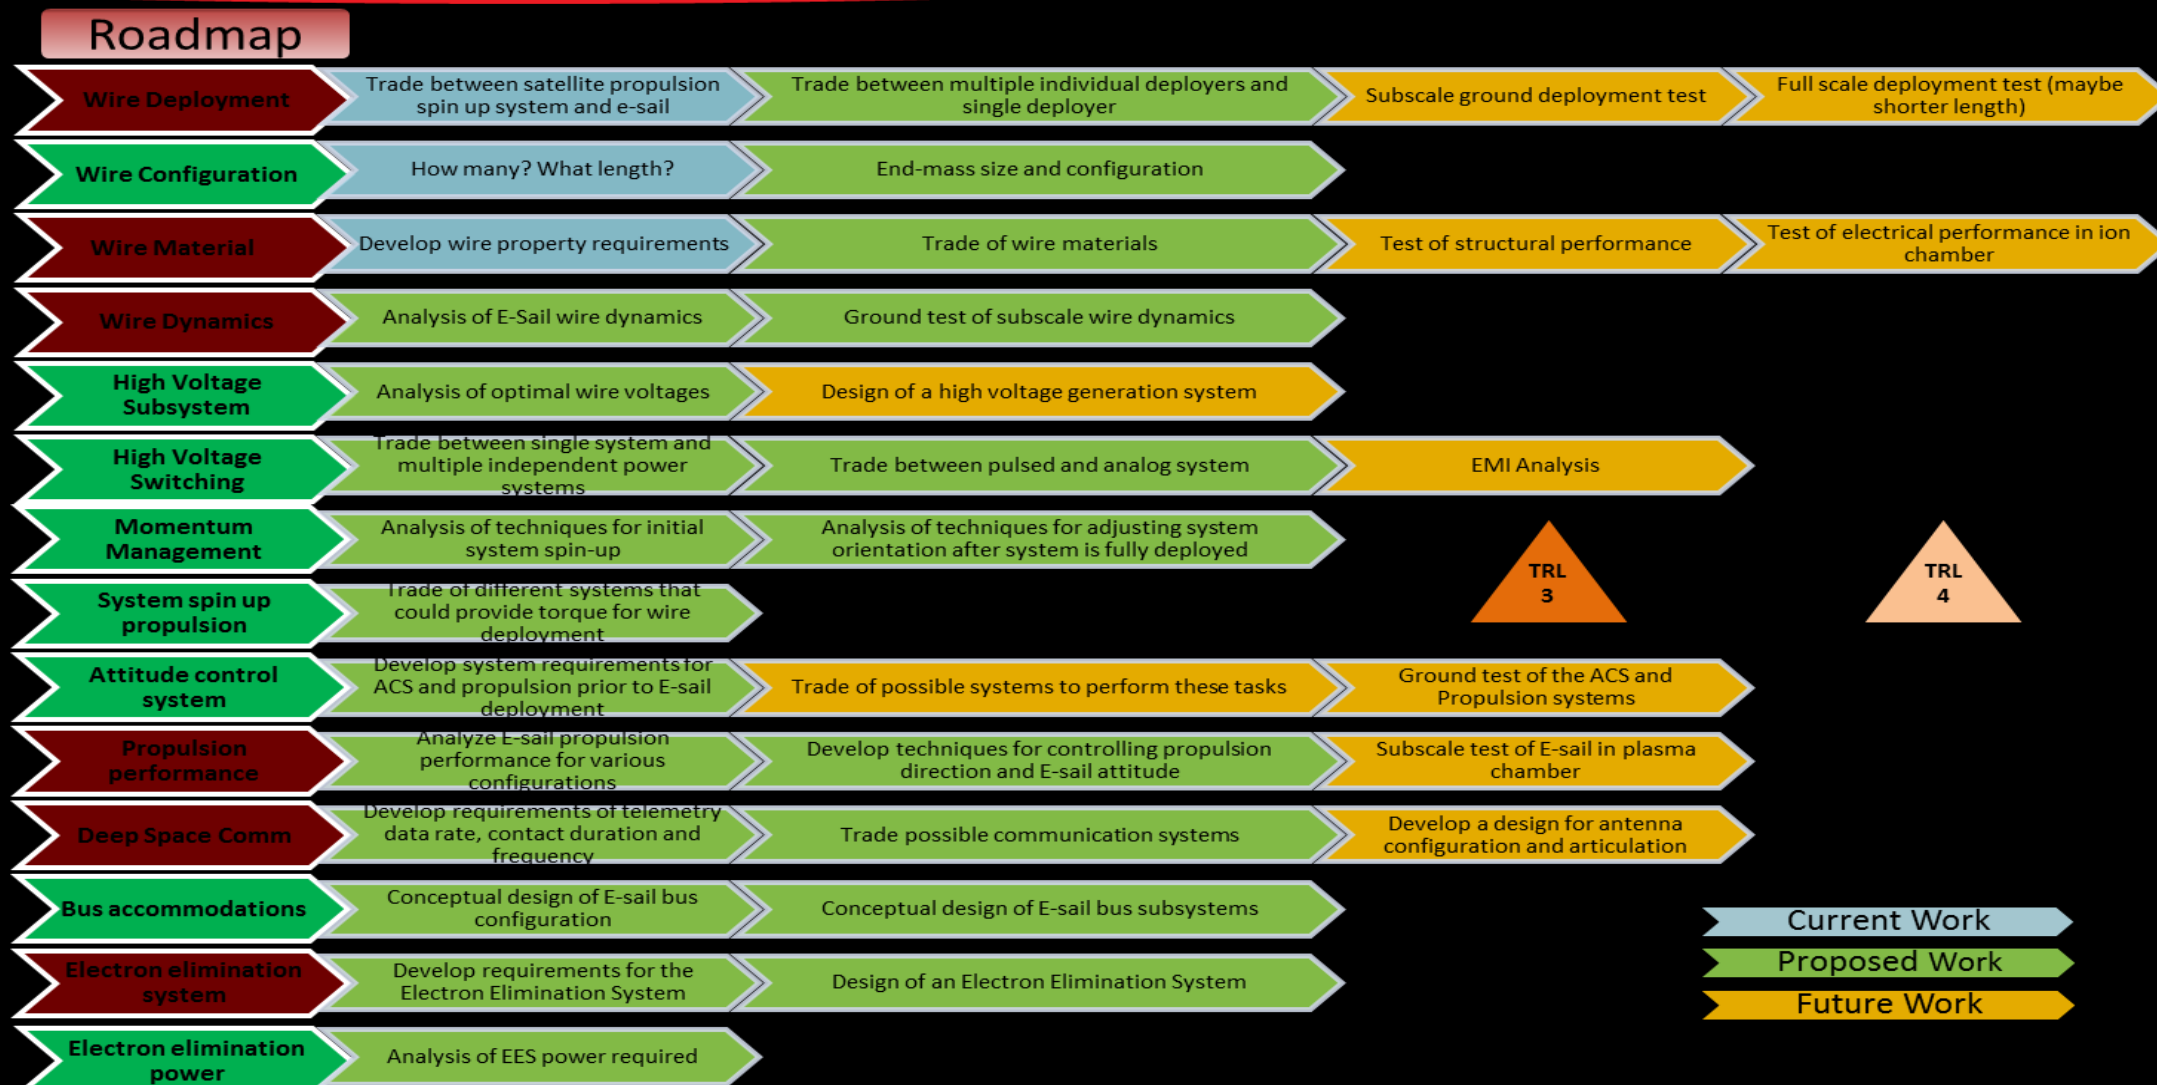 Roadmap
Wire Deployment
Trade between satellite propulsion
spin up system and e-sail
Trade between multiple individual deployers and
single deployer
Subscale ground deployment test
Full scale deployment test (maybe
shorter length)
Wire Configuration
How many? What length?
End-mass size and configuration
Wire Material
Develop wire property requirements
Trade of wire materials
Test of structural performance
Test of electrical performance in ion
chamber
Wire Dynamics
Analysis of E-Sail wire dynamics
Ground test of subscale wire dynamics
High Voltage
Subsystem
Analysis of optimal wire voltages
Design of a high voltage generation system
High Voltage
Switching
Trade between single system and
multiple independent power
systems
Trade between pulsed and analog system
EMI Analysis
Momentum
Management
Analysis of techniques for initial
system spin-up
Analysis of techniques for adjusting system
orientation after system is fully deployed
TRL
3
TRL
4
System spin up
propulsion
Trade of different systems that
could provide torque for wire
deployment
Attitude control
system
Develop system requirements for
ACS and propulsion prior to E-sail
deployment
Trade of possible systems to perform these tasks
Ground test of the ACS and
Propulsion systems
Propulsion
performance
Analyze E-sail propulsion
performance for various
configurations
Develop techniques for controlling propulsion
direction and E-sail attitude
Subscale test of E-sail in plasma
chamber
Deep Space Comm
Develop requirements of telemetry
data rate, contact duration and
frequency
Trade possible communication systems
Develop a design for antenna
configuration and articulation
Bus accommodations
Conceptual design of E-sail bus
configuration
Conceptual design of E-sail bus subsystems
Electron elimination
system
Develop requirements for the
Electron Elimination System
Design of an Electron Elimination System
Electron elimination
power
Analysis of EES power required
Current Work
Proposed Work
Future Work